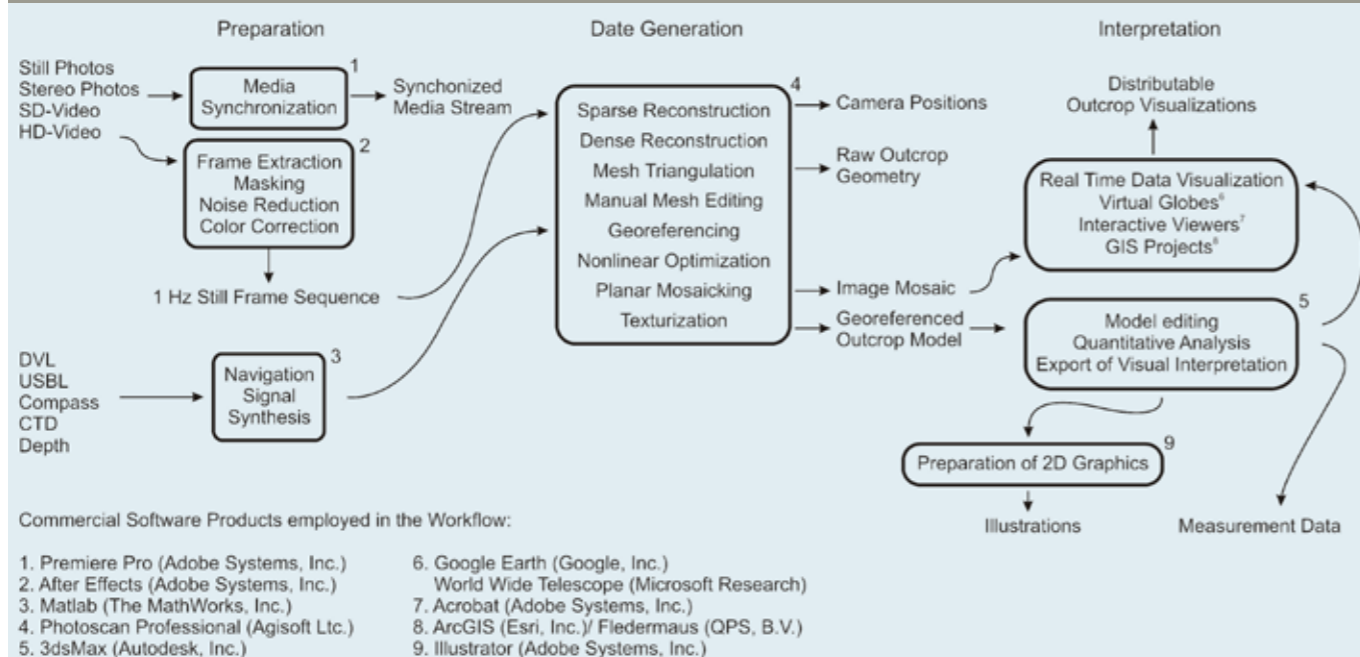 Preparation
Date Generation
Interpretation
Still Photos
Stereo Photos
SD-Video
HD-Video
1
Media
Synchronization
Synchonized
Media Stream
2
Frame Extraction
Masking
Noise Reduction
Color Correction
1 Hz Still Frame Sequence
DVL
USBL
Compass
CTD
Depth
3
Navigation
Signal
Synthesis
4
Sparse Reconstruction
Dense Reconstruction
Mesh Triangulation
Manual Mesh Editing
Georeferencing
Nonlinear Optimization
Planar Mosaicking
Texturization
Camera Positions
Raw Outcrop
Geometry
Image Mosaic
Georeferenced
Outcrop Model
Distributable
Outcrop Visualizations
Real Time Data Visualization
Virtual Globes⁶
Interactive Viewers⁷
GIS Projects⁸
5
Model editing
Quantitative Analysis
Export of Visual Interpretation
9
Preparation of 2D Graphics
Illustrations
Measurement Data
Commercial Software Products employed in the Workflow:
1. Premiere Pro (Adobe Systems, Inc.)
2. After Effects (Adobe Systems, Inc.)
3. Matlab (The MathWorks, Inc.)
4. Photoscan Professional (Agisoft Ltc.)
5. 3dsMax (Autodesk, Inc.)
6. Google Earth (Google, Inc.)
World Wide Telescope (Microsoft Research)
7. Acrobat (Adobe Systems, Inc.)
8. ArcGIS (Esri, Inc.)/ Fledermaus (QPS, B.V.)
9. Illustrator (Adobe Systems, Inc.)